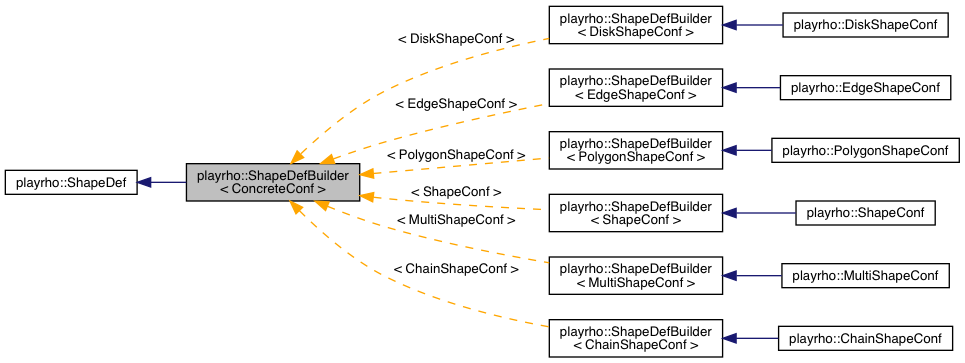 playrho::ShapeDef
playrho::ShapeDefBuilder
< ConcreteConf >
< DiskShapeConf >
< EdgeShapeConf >
< PolygonShapeConf >
< ShapeConf >
< MultiShapeConf >
< ChainShapeConf >
playrho::ShapeDefBuilder
< DiskShapeConf >
playrho::DiskShapeConf
playrho::ShapeDefBuilder
< EdgeShapeConf >
playrho::EdgeShapeConf
playrho::ShapeDefBuilder
< PolygonShapeConf >
playrho::PolygonShapeConf
playrho::ShapeDefBuilder
< ShapeConf >
playrho::ShapeConf
playrho::ShapeDefBuilder
< MultiShapeConf >
playrho::MultiShapeConf
playrho::ShapeDefBuilder
< ChainShapeConf >
playrho::ChainShapeConf